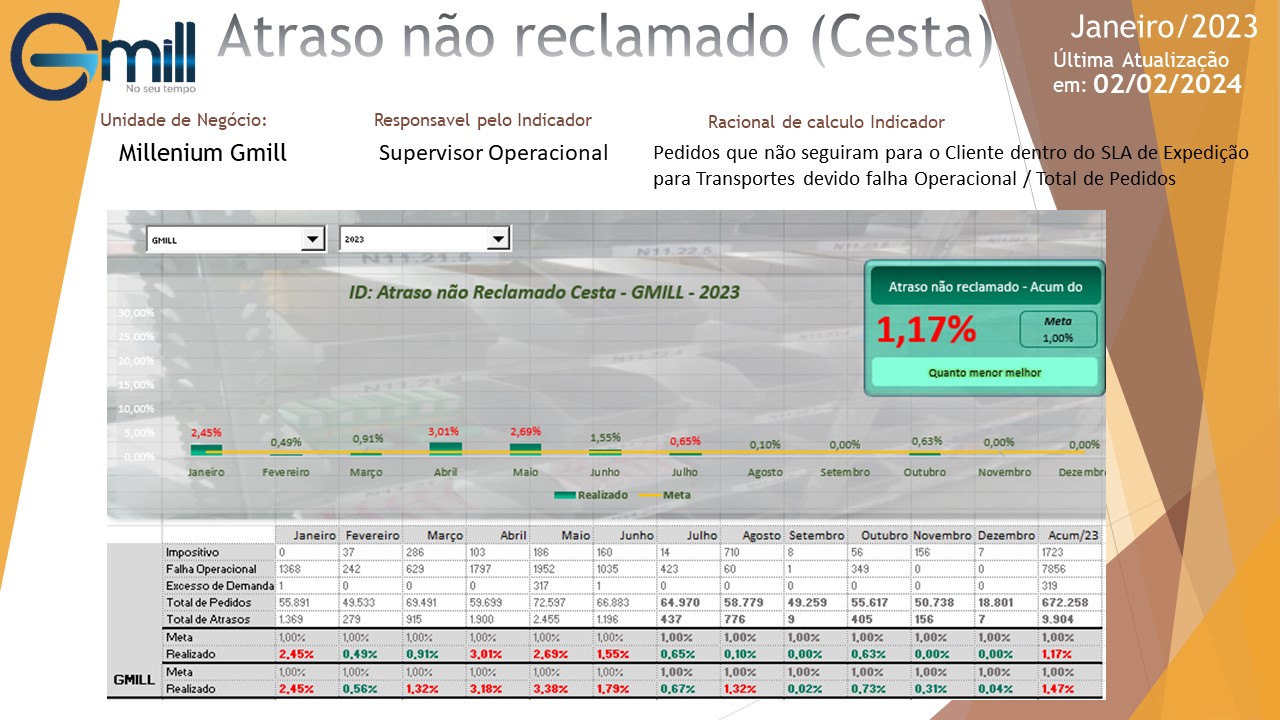 Gmill
No seu tempo
Atraso não reclamado (Cesta)
Janeiro/2023
Última Atualização
em: 02/02/2024
Unidade de Negócio:
Responsavel pelo Indicador
Racional de calculo Indicador
Millenium Gmill
Supervisor Operacional
Pedidos que não seguiram para o Cliente dentro do SLA de Expedição
para Transportes devido falha Operacional / Total de Pedidos
GMILL
2023
N11.21.5
N11.22.5
ID: Atraso não Reclamado Cesta - GMILL - 2023
Atraso não reclamado - Acum do
1,17%
Meta
1,00%
Quanto menor melhor
30,00%
25,00%
20,00%
15,00%
10,00%
5,00%
0,00%
N11.21.4
2,45% 0,49% 0,91% 3,01% 2,69% 1,55% 0,65% 0,10% 0,00% 0,63% 0,00% 0,00%
Janeiro Fevereiro Março Abril Maio Junho Julho Agosto Setembro Outubro Novembro Dezembr
Realizado Meta
Janeiro Fevereiro Março Abril Maio Junho Julho Agosto Setembro Outubro Novembro Dezembro Acum/23
Impositivo 0 37 286 103 186 160 14 710 8 56 156 7 1723
Falha Operacional 1368 242 629 1797 1952 1035 423 60 1 349 0 0 7856
Excesso de Demanda 1 0 0 0 317 1 0 0 0 0 0 0 319
Total de Pedidos 55.891 49.533 69.491 59.699 72.597 66.883 64.970 58.779 49.259 55.617 50.738 18.801 672.258
Total de Atrasos 1.369 279 915 1.900 2.455 1.196 437 776 9 405 156 7 9.904
Meta 1,00% 1,00% 1,00% 1,00% 1,00% 1,00% 1,00% 1,00% 1,00% 1,00% 1,00% 1,00% 1,00%
Realizado 2,45% 0,49% 0,91% 3,01% 2,69% 1,55% 0,65% 0,10% 0,00% 0,63% 0,00% 0,00% 1,17%
GMILL
Meta 1,00% 1,00% 1,00% 1,00% 1,00% 1,00% 1,00% 1,00% 1,00% 1,00% 1,00% 1,00% 1,00%
Realizado 2,45% 0,56% 1,32% 3,18% 3,38% 1,79% 0,67% 1,32% 0,02% 0,73% 0,31% 0,04% 1,47%